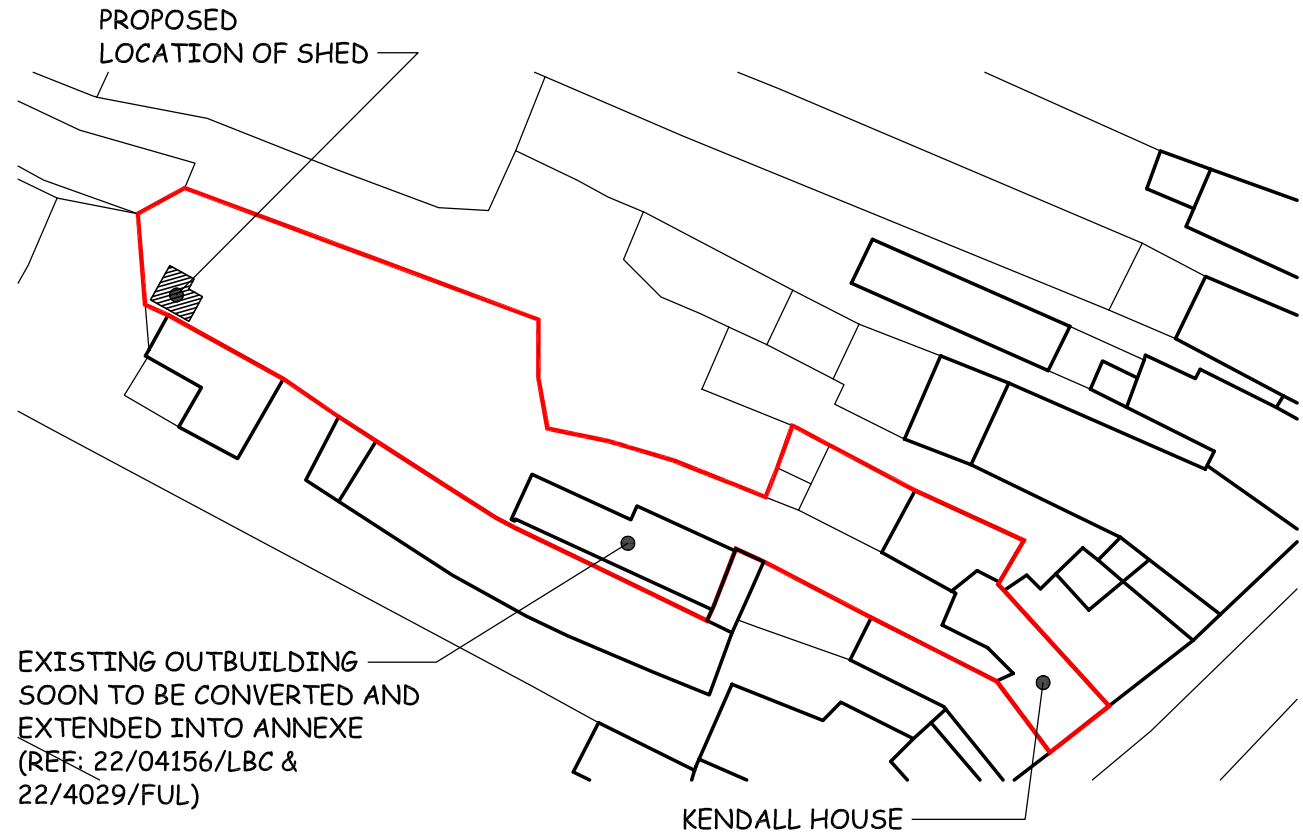 PROPOSED
LOCATION OF SHED
EXISTING OUTBUILDING
SOON TO BE CONVERTED AND
EXTENDED INTO ANNEXE
(REF: 22/04156/LBC &
22/4029/FUL)
KENDALL HOUSE